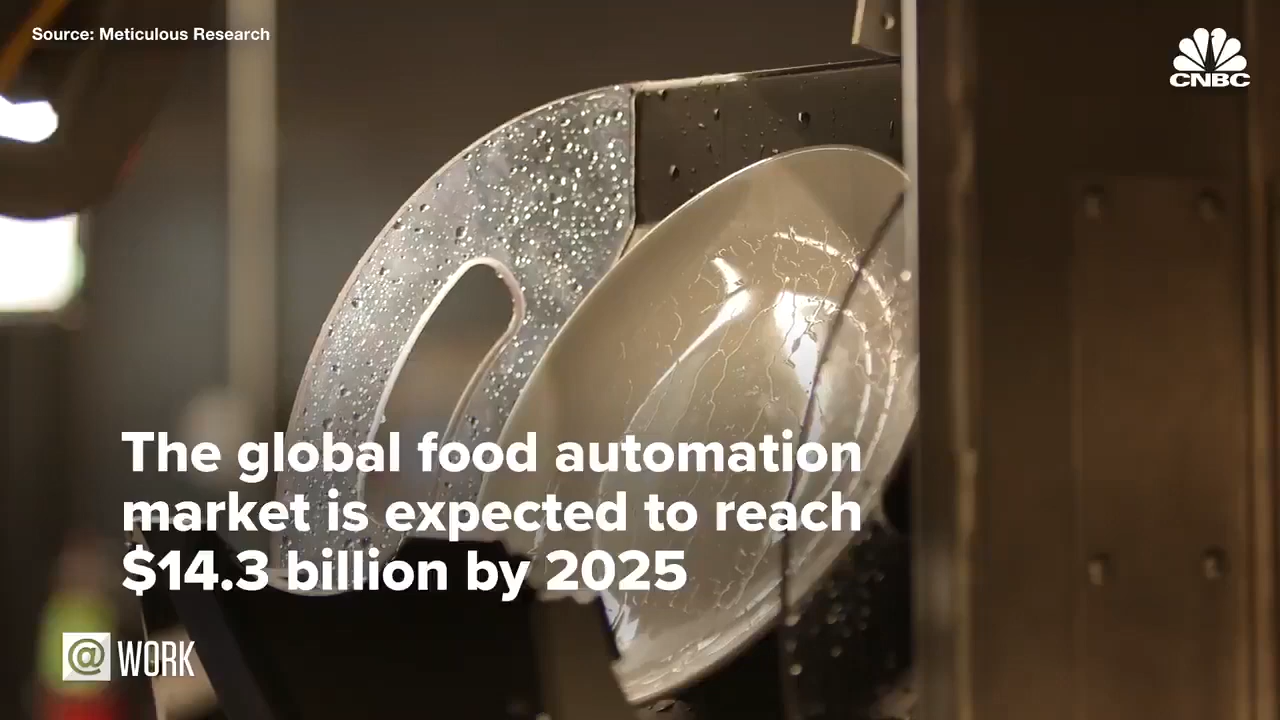 Source: Meticulous Research
CNBC
The global food automation
market is expected to reach
$14.3 billion by 2025
@ WORK